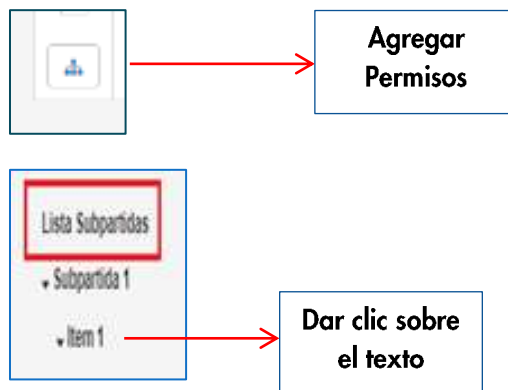 Agregar
Permisos
Lista Subpartidas
Subpartida 1
Item 1
Dar clic sobre
el texto